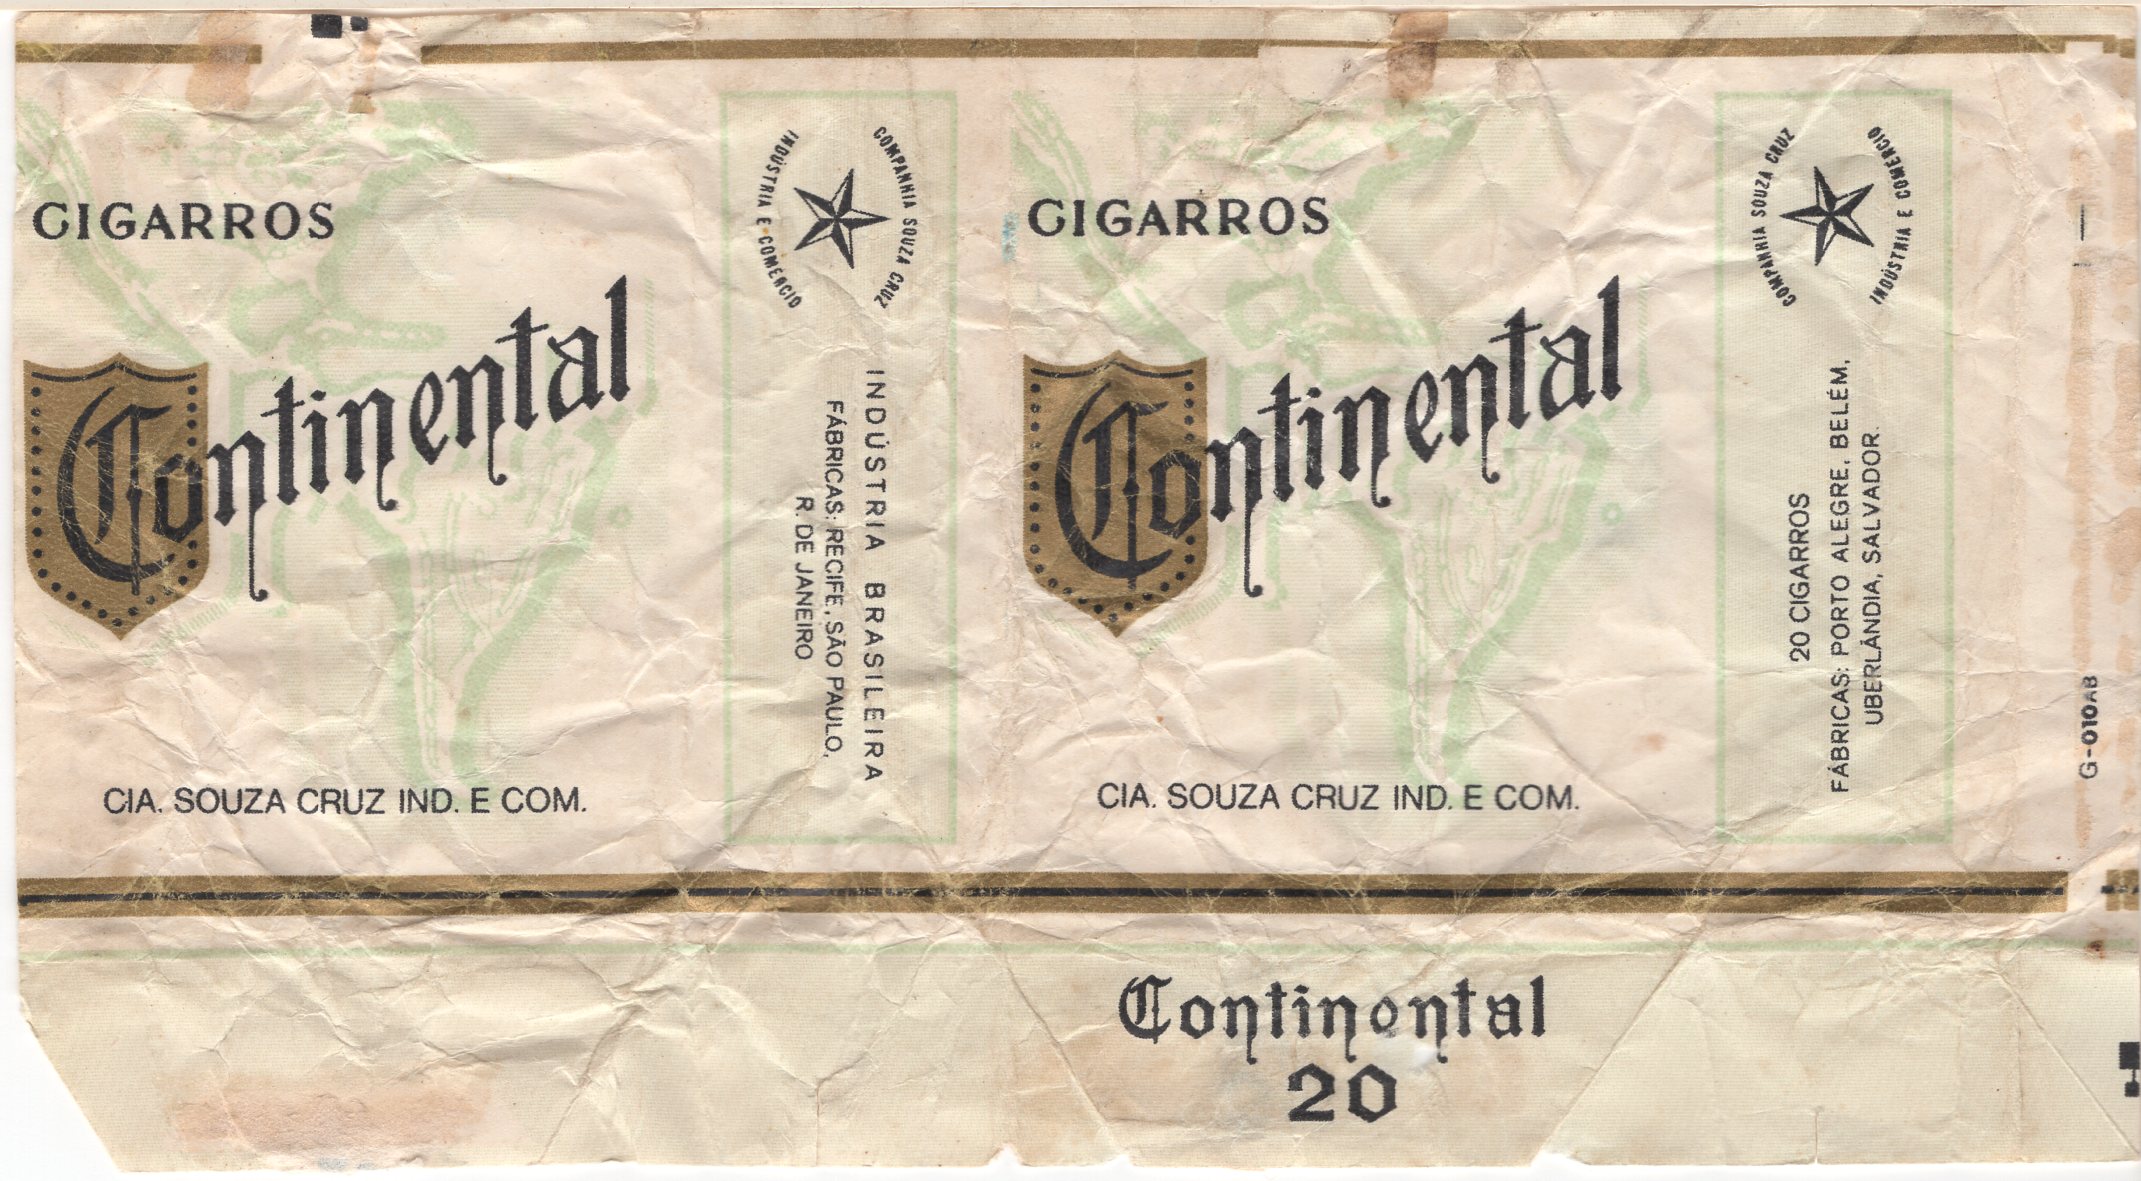 CIGARROS
Continental
CIA. SOUZA CRUZ IND. E COM.
COMPANHIA SOUZA CRUZ
INDÚSTRIA E COMÉRCIO
INDÚSTRIA BRASILEIRA
FÁBRICAS: RECIFE, SÃO PAULO,
R. DE JANEIRO
CIGARROS
Continental
CIA. SOUZA CRUZ IND. E COM.
COMPANHIA SOUZA CRUZ
INDÚSTRIA E COMÉRCIO
20 CIGARROS
FÁBRICAS: PORTO ALEGRE, BELÉM,
UBERLÂNDIA, SALVADOR.
G-010AB
Continental
20